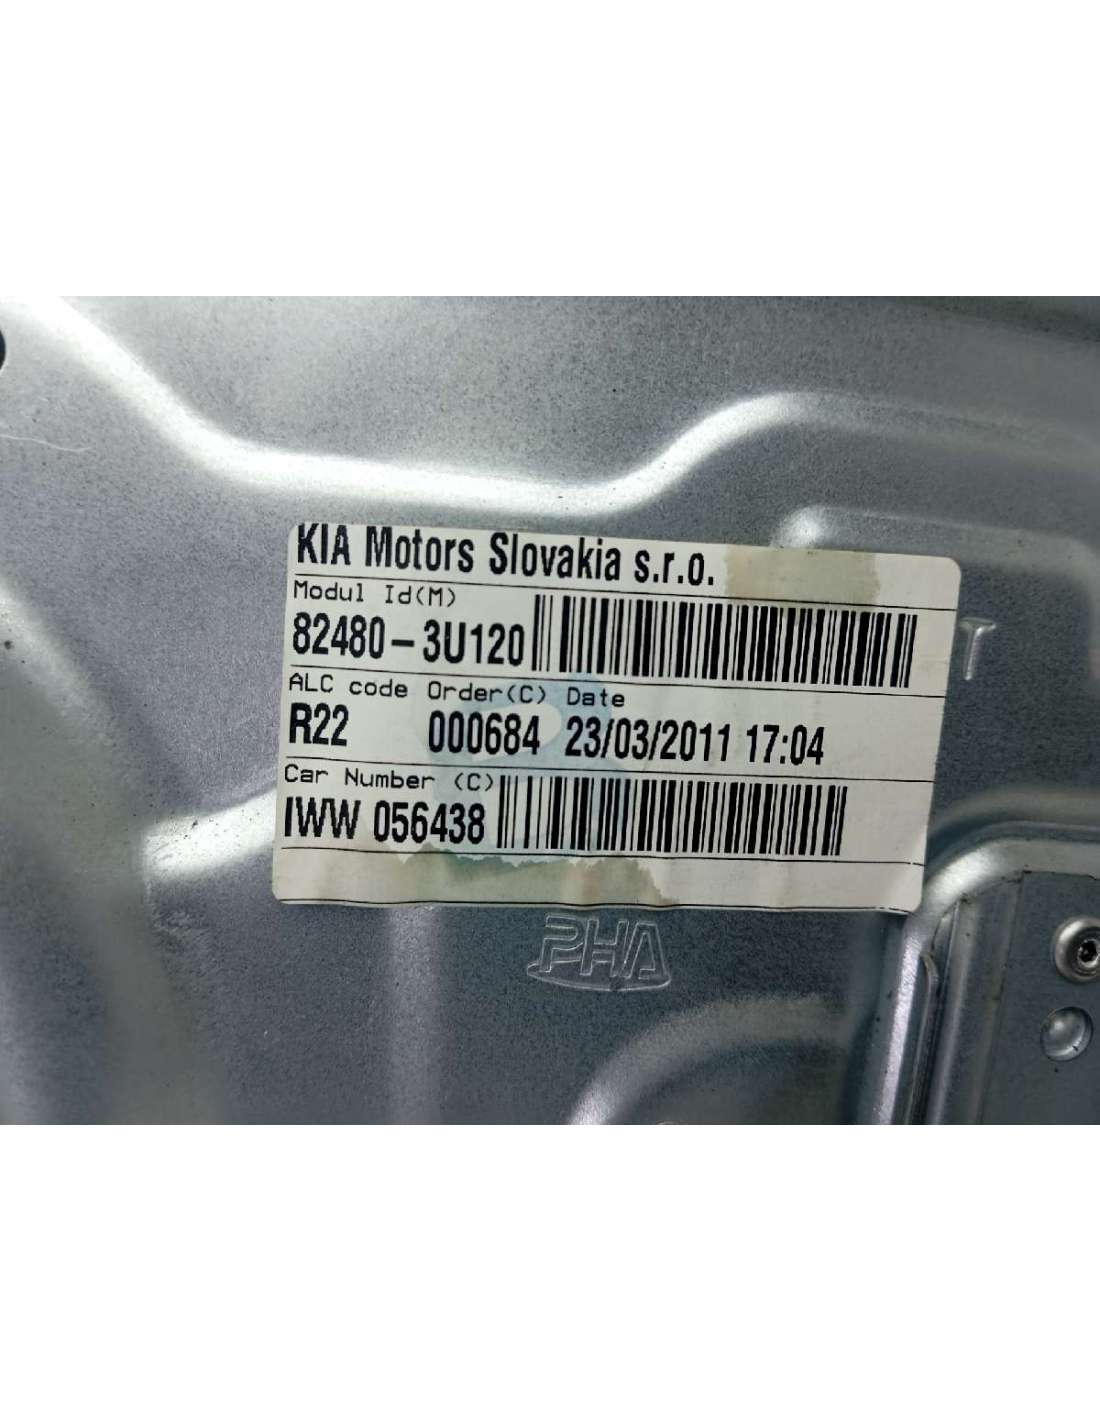 KIA Motors Slovakia s.r.o.
Modul Id(M)
82480-3U120
ALC code Order(C) Date
R22 000684 23/03/2011 17:04
Car Number (C)
IWW 056438
T
PHA